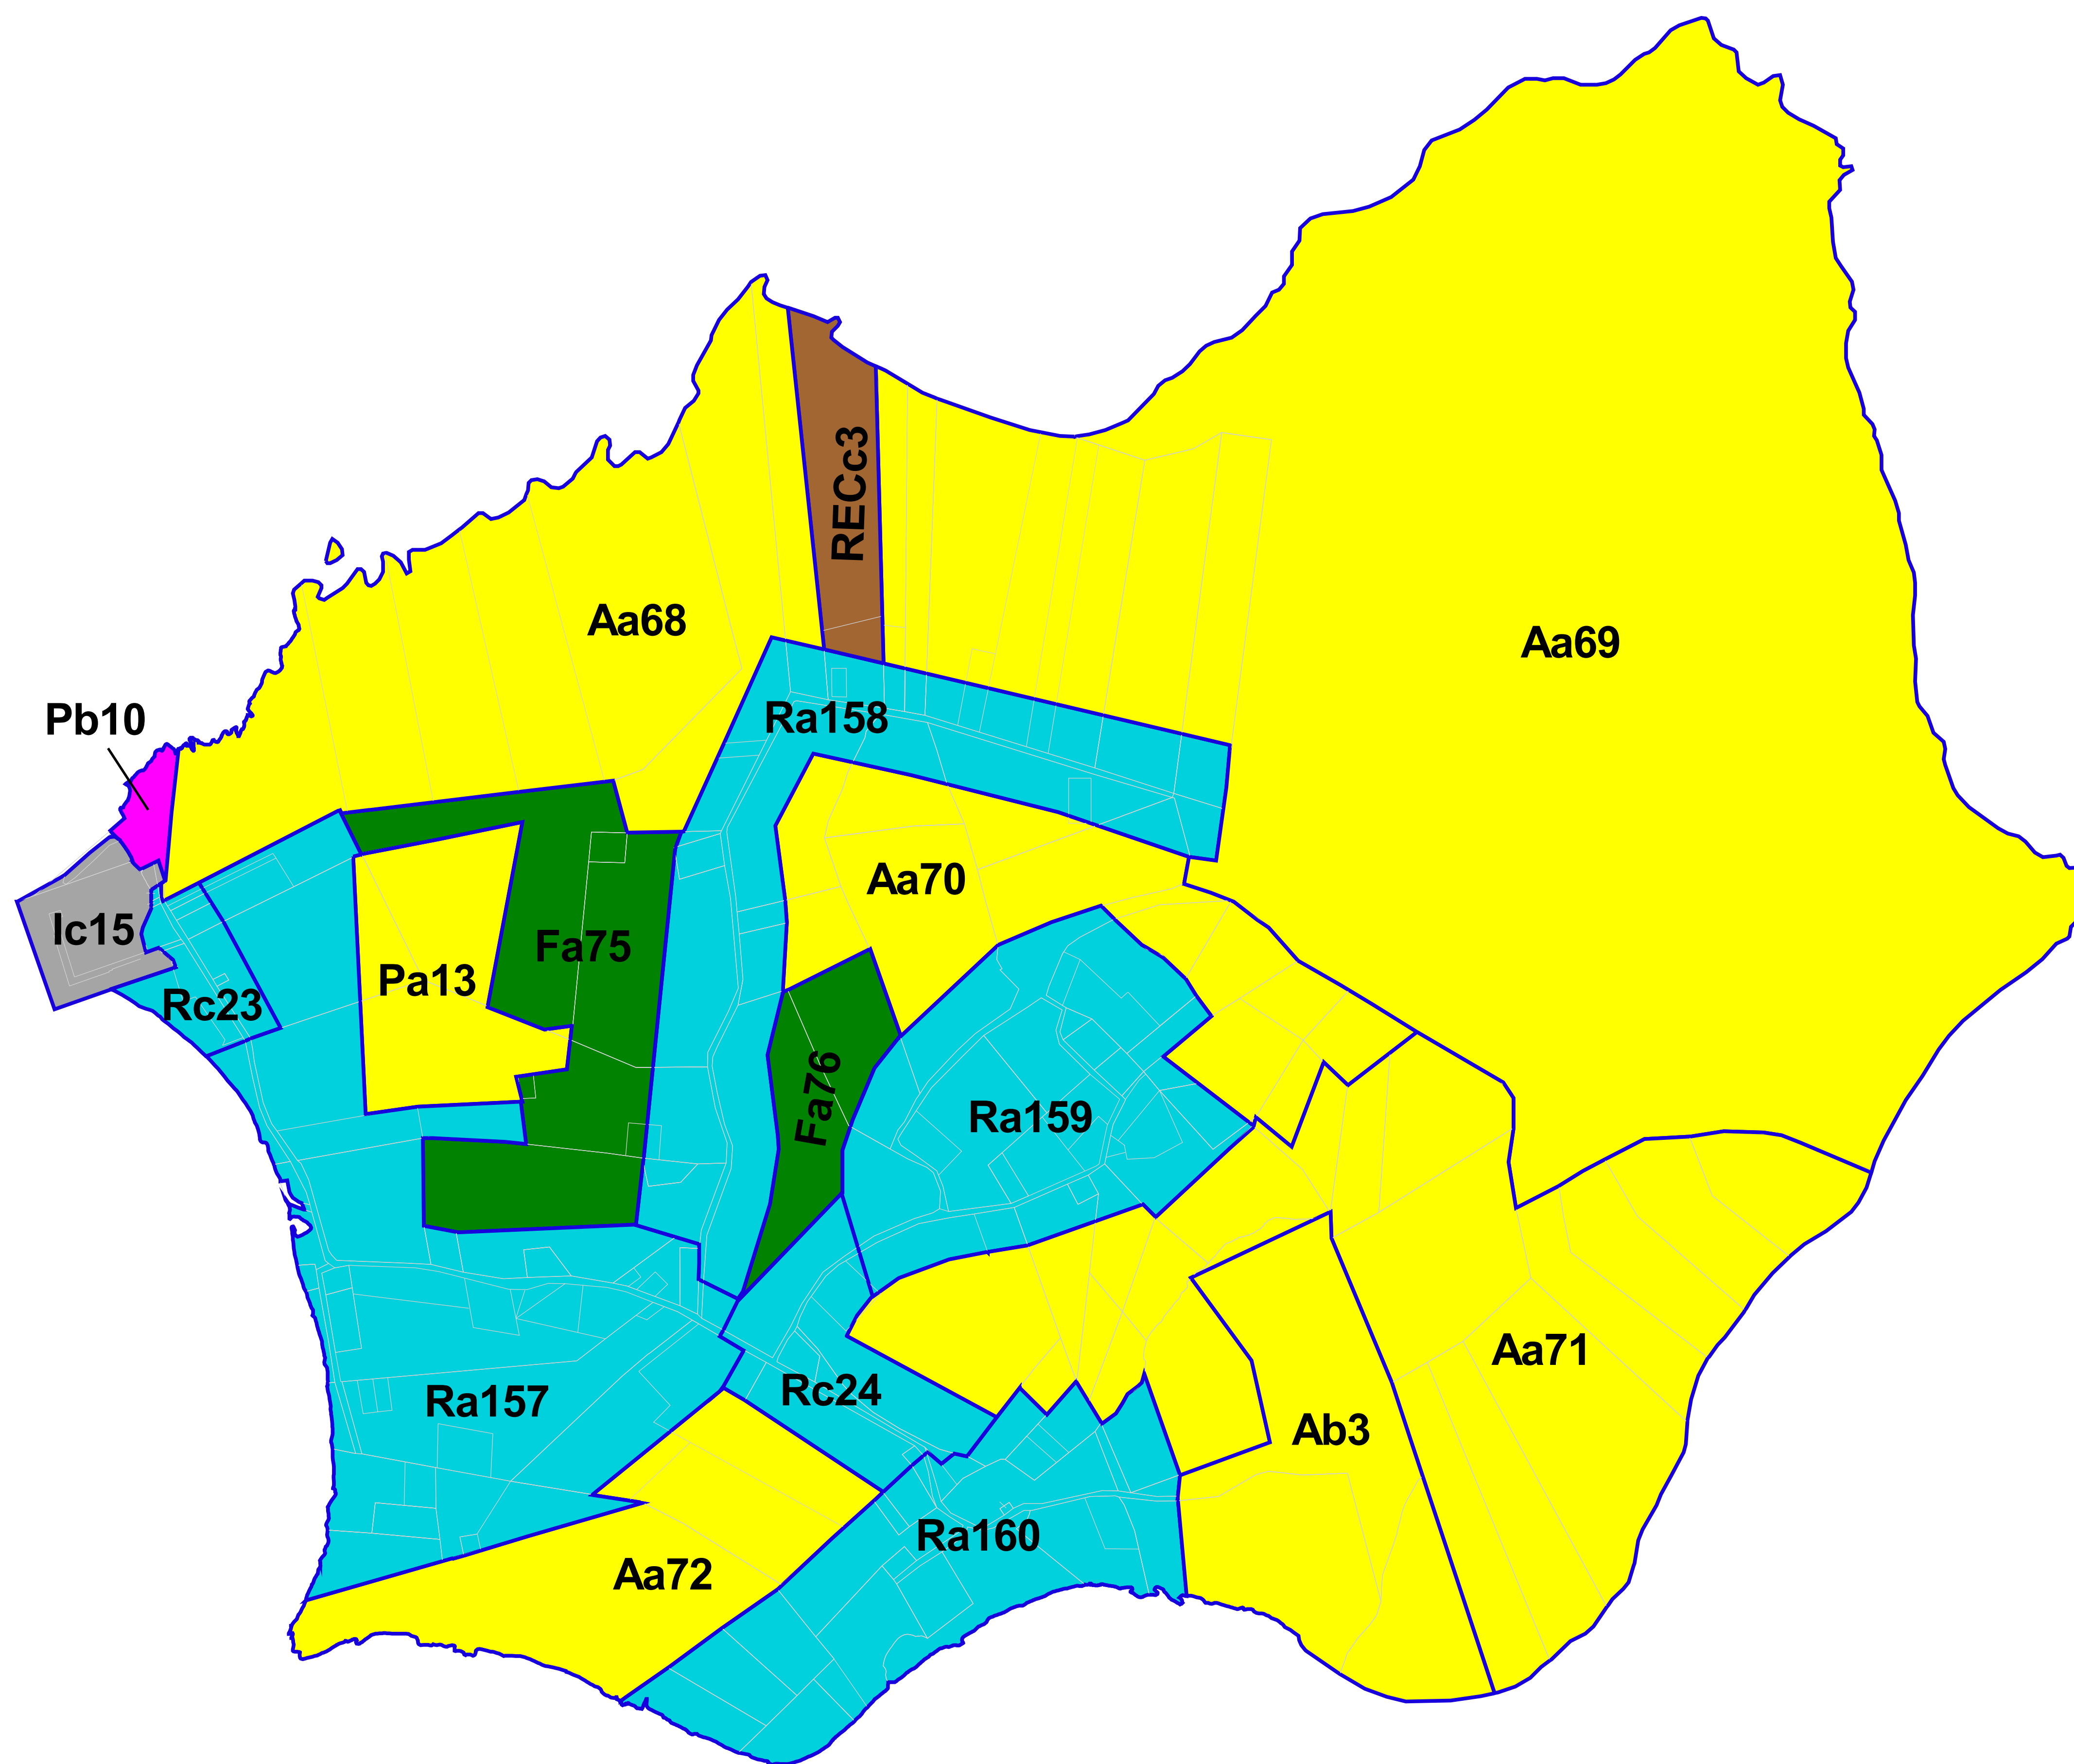 RECc3
Aa68
Aa69
Pb10
Ra158
Aa70
Ic15
Fa75
Pa13
Rc23
Fa76
Ra159
Aa71
Rc24
Ra157
Ab3
Ra160
Aa72